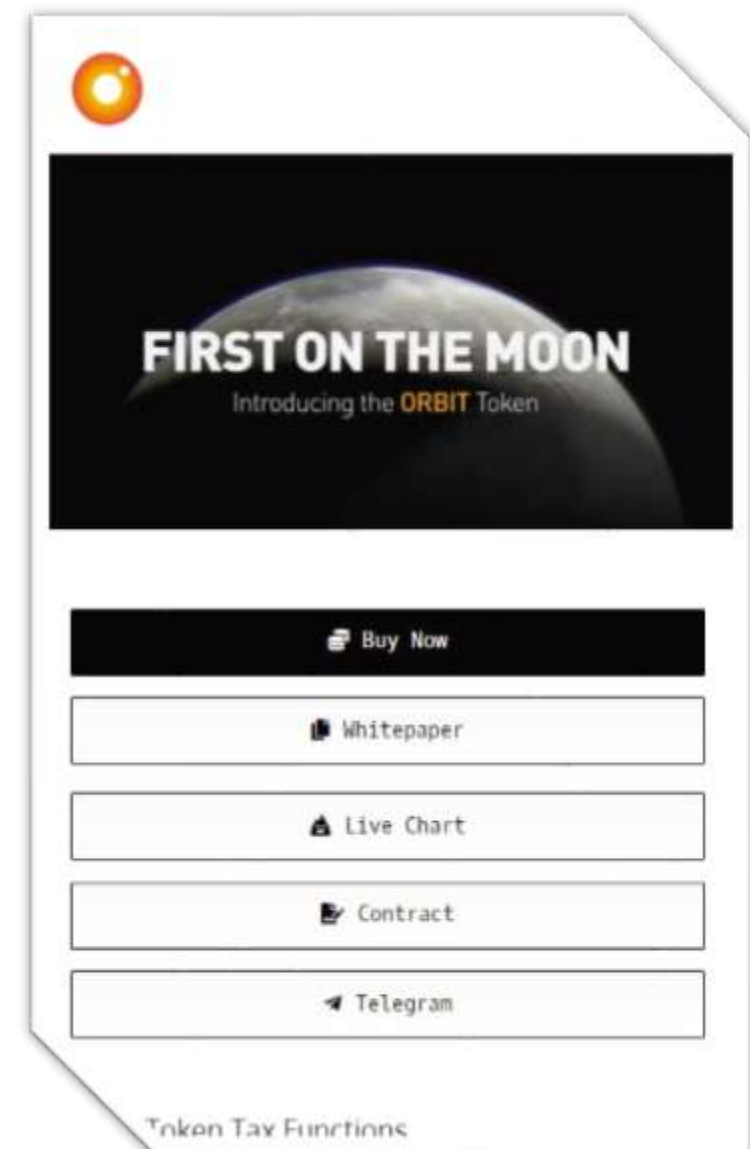 FIRST ON THE MOON
Introducing the ORBIT Token
Buy Now
Whitepaper
Live Chart
Contract
Telegram
Token Tax Functions